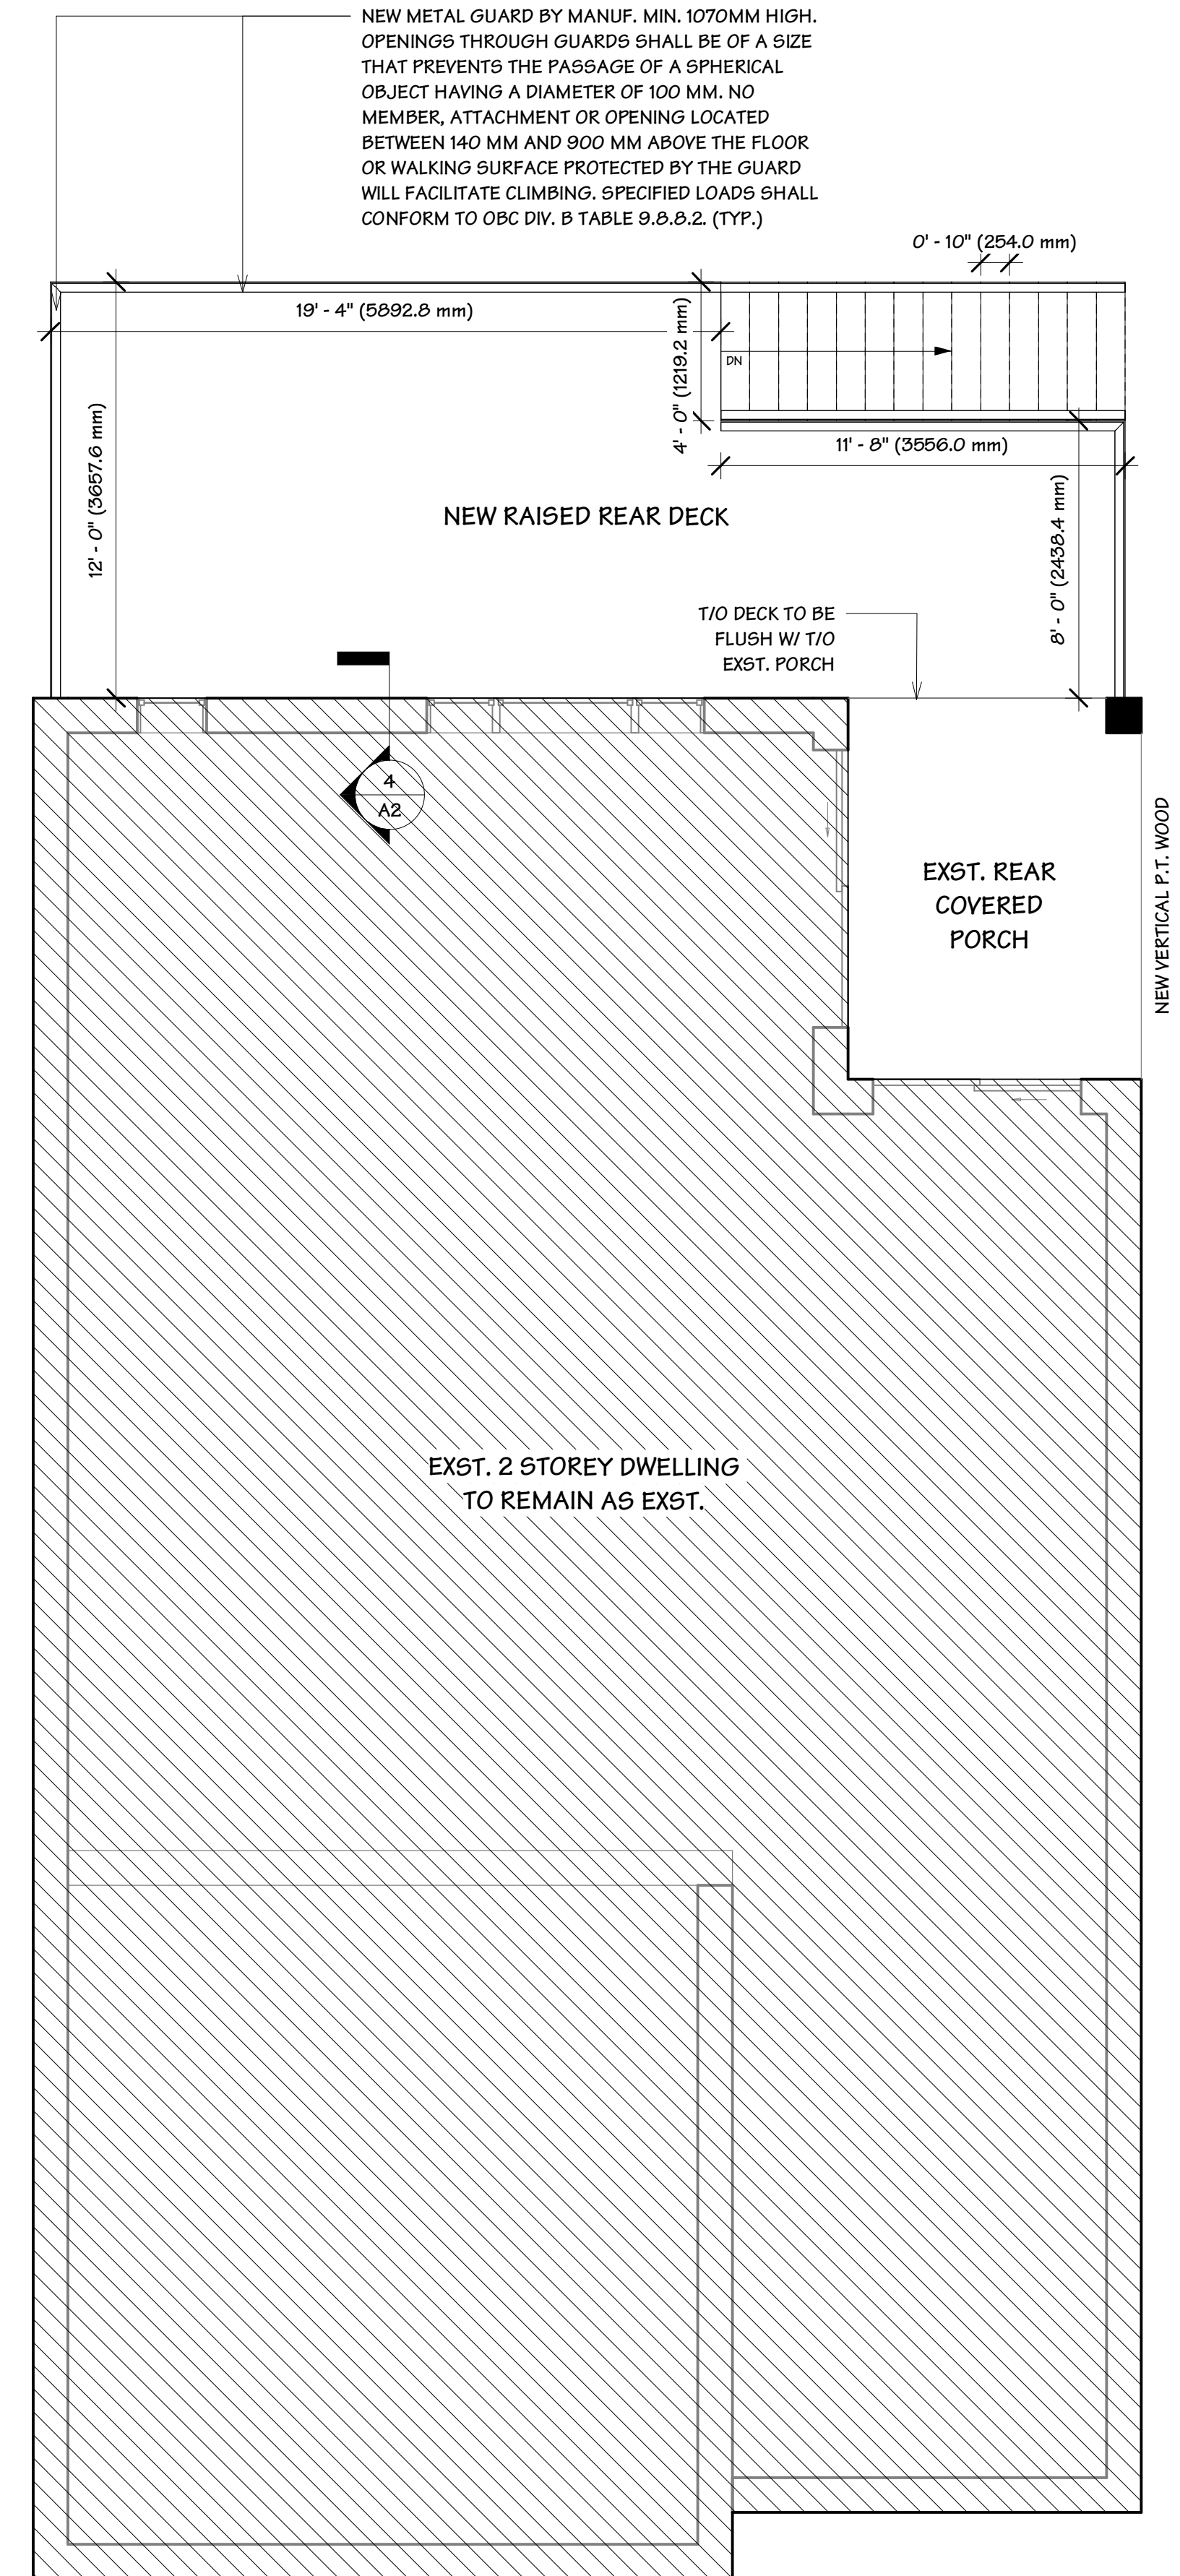 NEW METAL GUARD BY MANUF. MIN. 1070MM HIGH.
OPENINGS THROUGH GUARDS SHALL BE OF A SIZE
THAT PREVENTS THE PASSAGE OF A SPHERICAL
OBJECT HAVING A DIAMETER OF 100 MM. NO
MEMBER, ATTACHMENT OR OPENING LOCATED
BETWEEN 140 MM AND 900 MM ABOVE THE FLOOR
OR WALKING SURFACE PROTECTED BY THE GUARD
WILL FACILITATE CLIMBING. SPECIFIED LOADS SHALL
CONFORM TO OBC DIV. B TABLE 9.8.8.2. (TYP.)
0' - 10" (254.0 mm)
19' - 4" (5892.8 mm)
4' - 0" (1219.2 mm)
DN
12' - 0" (3657.6 mm)
11' - 8" (3556.0 mm)
8' - 0" (2438.4 mm)
NEW RAISED REAR DECK
T/O DECK TO BE
FLUSH W/ T/O
EXST. PORCH
4
A2
EXST. REAR
COVERED
PORCH
NEW VERTICAL P.T. WOOD
EXST. 2 STOREY DWELLING
TO REMAIN AS EXST.